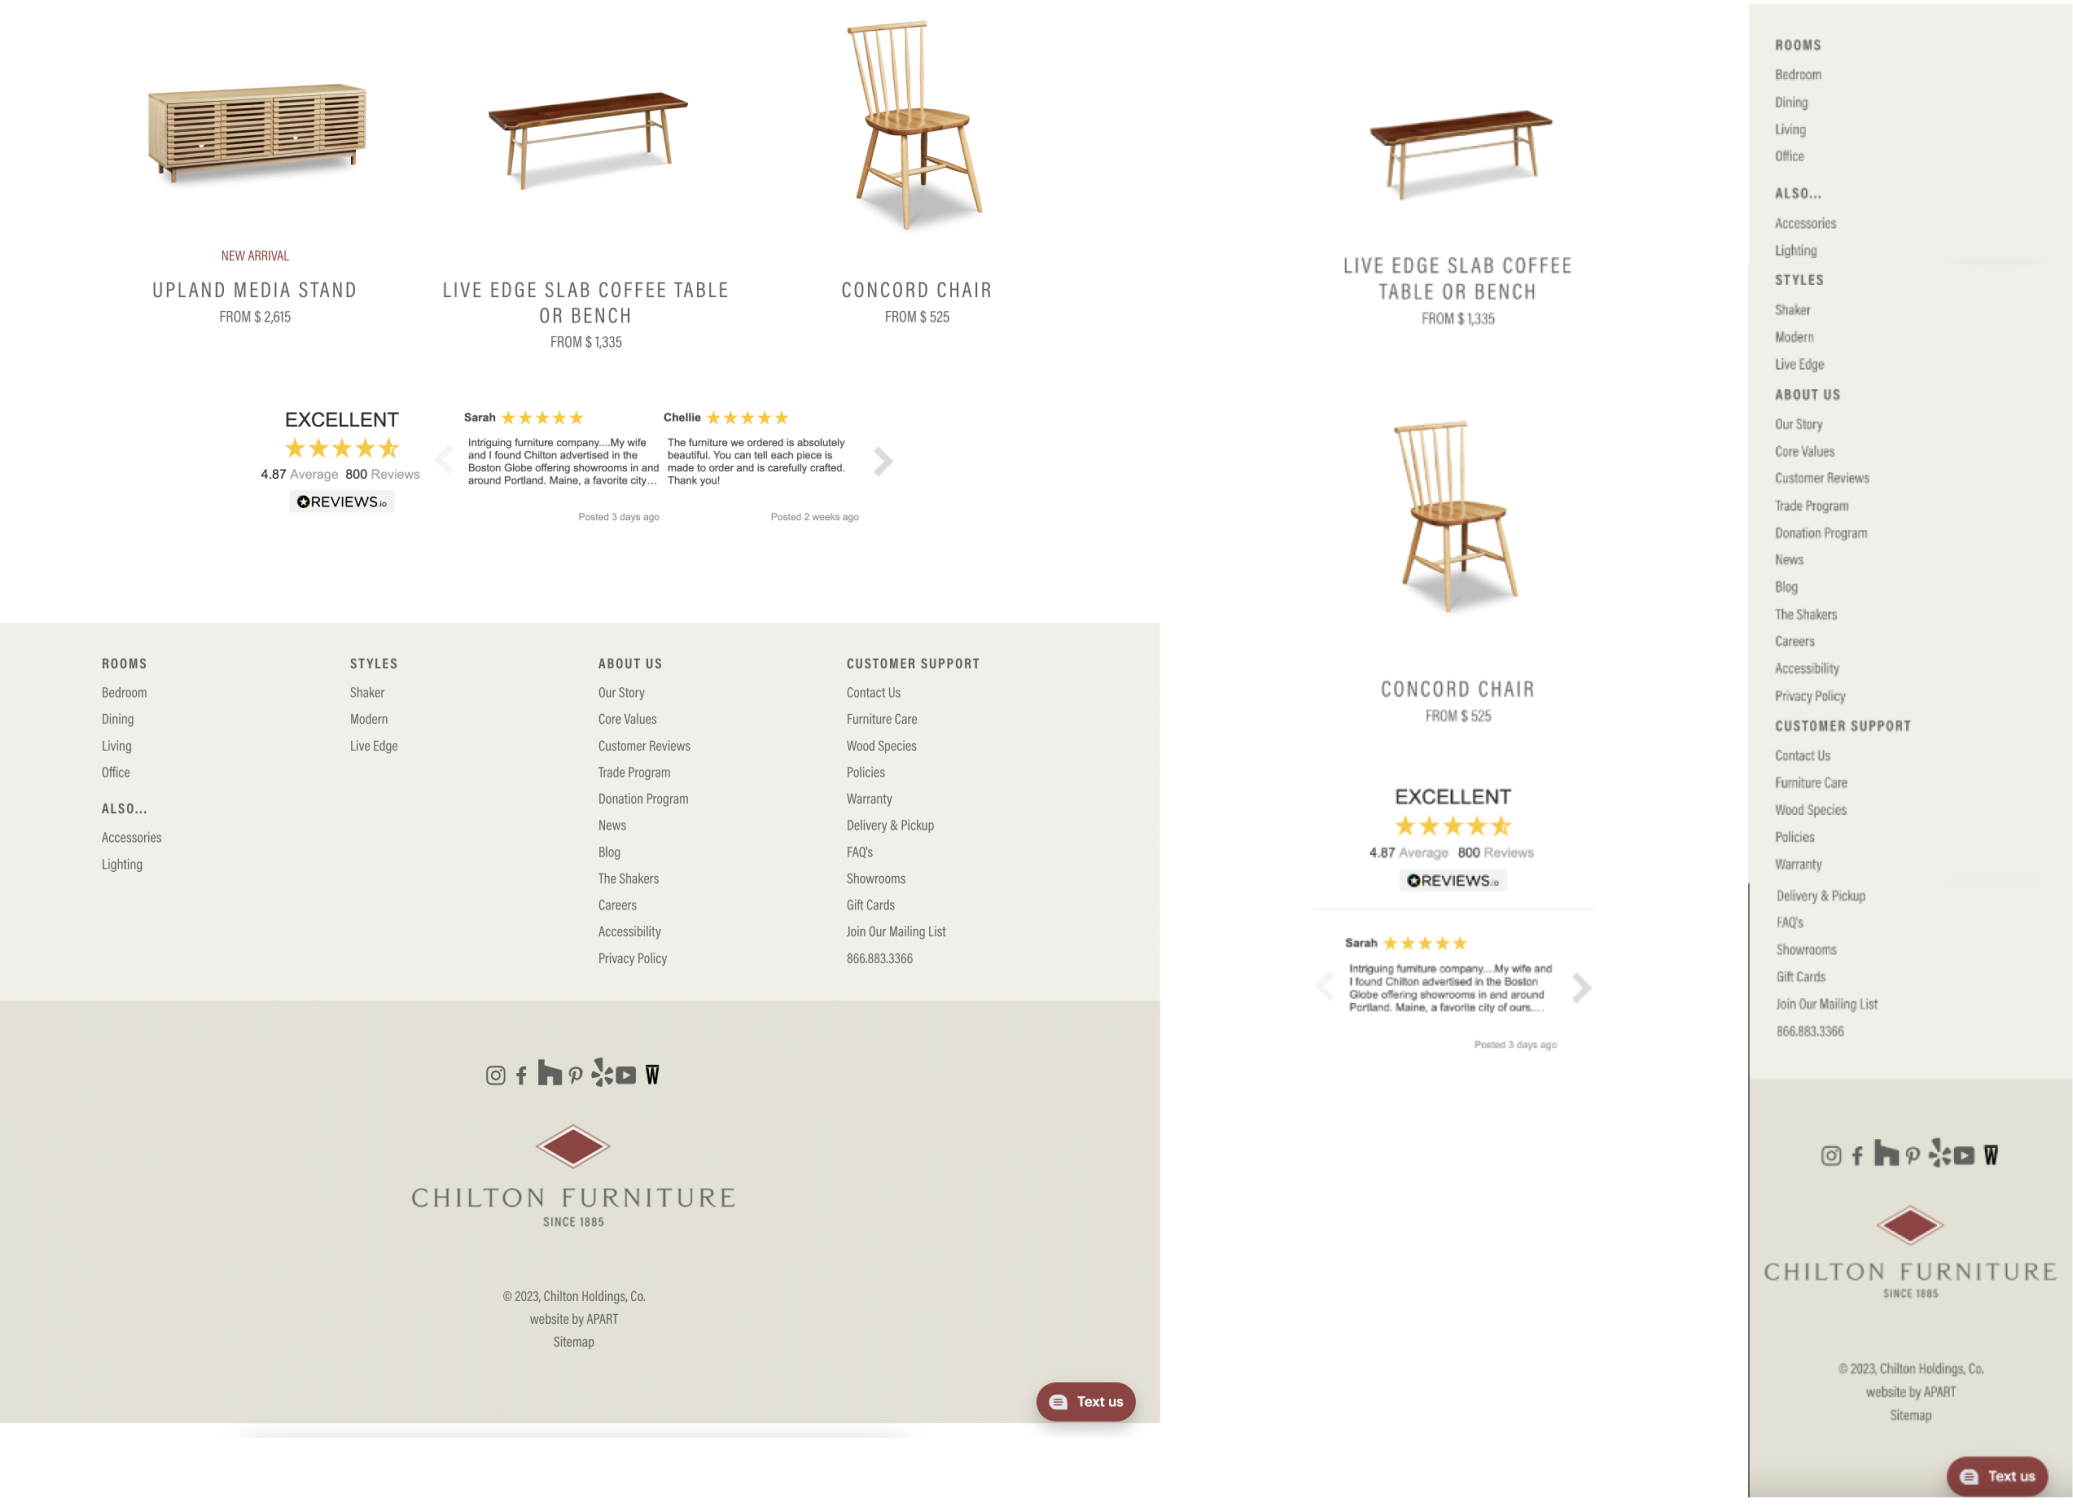 NEW ARRIVAL
UPLAND MEDIA STAND
FROM $ 2,615
LIVE EDGE SLAB COFFEE TABLE
OR BENCH
FROM $ 1,335
CONCORD CHAIR
FROM $ 525
EXCELLENT
4.87 Average 800 Reviews
REVIEWS.io
Sarah
Intriguing furniture company....My wife
and I found Chilton advertised in the
Boston Globe offering showrooms in and
around Portland. Maine, a favorite city...
Posted 3 days ago
Chellie
The furniture we ordered is absolutely
beautiful. You can tell each piece is
made to order and is carefully crafted.
Thank you!
Posted 2 weeks ago
ROOMS
Bedroom
Dining
Living
Office
ALSO...
Accessories
Lighting
STYLES
Shaker
Modern
Live Edge
ABOUT US
Our Story
Core Values
Customer Reviews
Trade Program
Donation Program
News
Blog
The Shakers
Careers
Accessibility
Privacy Policy
CUSTOMER SUPPORT
Contact Us
Furniture Care
Wood Species
Policies
Warranty
Delivery & Pickup
FAQ's
Showrooms
Gift Cards
Join Our Mailing List
866.883.3366
W
CHILTON FURNITURE
SINCE 1885
© 2023, Chilton Holdings, Co.
website by APART
Sitemap
Text us
LIVE EDGE SLAB COFFEE
TABLE OR BENCH
FROM $ 1,335
CONCORD CHAIR
FROM $ 525
EXCELLENT
4.87 Average 800 Reviews
REVIEWS.io
Sarah
Intriguing furniture company....My wife and
I found Chilton advertised in the Boston
Globe offering showrooms in and around
Portland. Maine, a favorite city of ours....
Posted 3 days ago
ROOMS
Bedroom
Dining
Living
Office
ALSO...
Accessories
Lighting
STYLES
Shaker
Modern
Live Edge
ABOUT US
Our Story
Core Values
Customer Reviews
Trade Program
Donation Program
News
Blog
The Shakers
Careers
Accessibility
Privacy Policy
CUSTOMER SUPPORT
Contact Us
Furniture Care
Wood Species
Policies
Warranty
Delivery & Pickup
FAQ's
Showrooms
Gift Cards
Join Our Mailing List
866.883.3366
W
CHILTON FURNITURE
SINCE 1885
© 2023, Chilton Holdings, Co.
website by APART
Sitemap
Text us